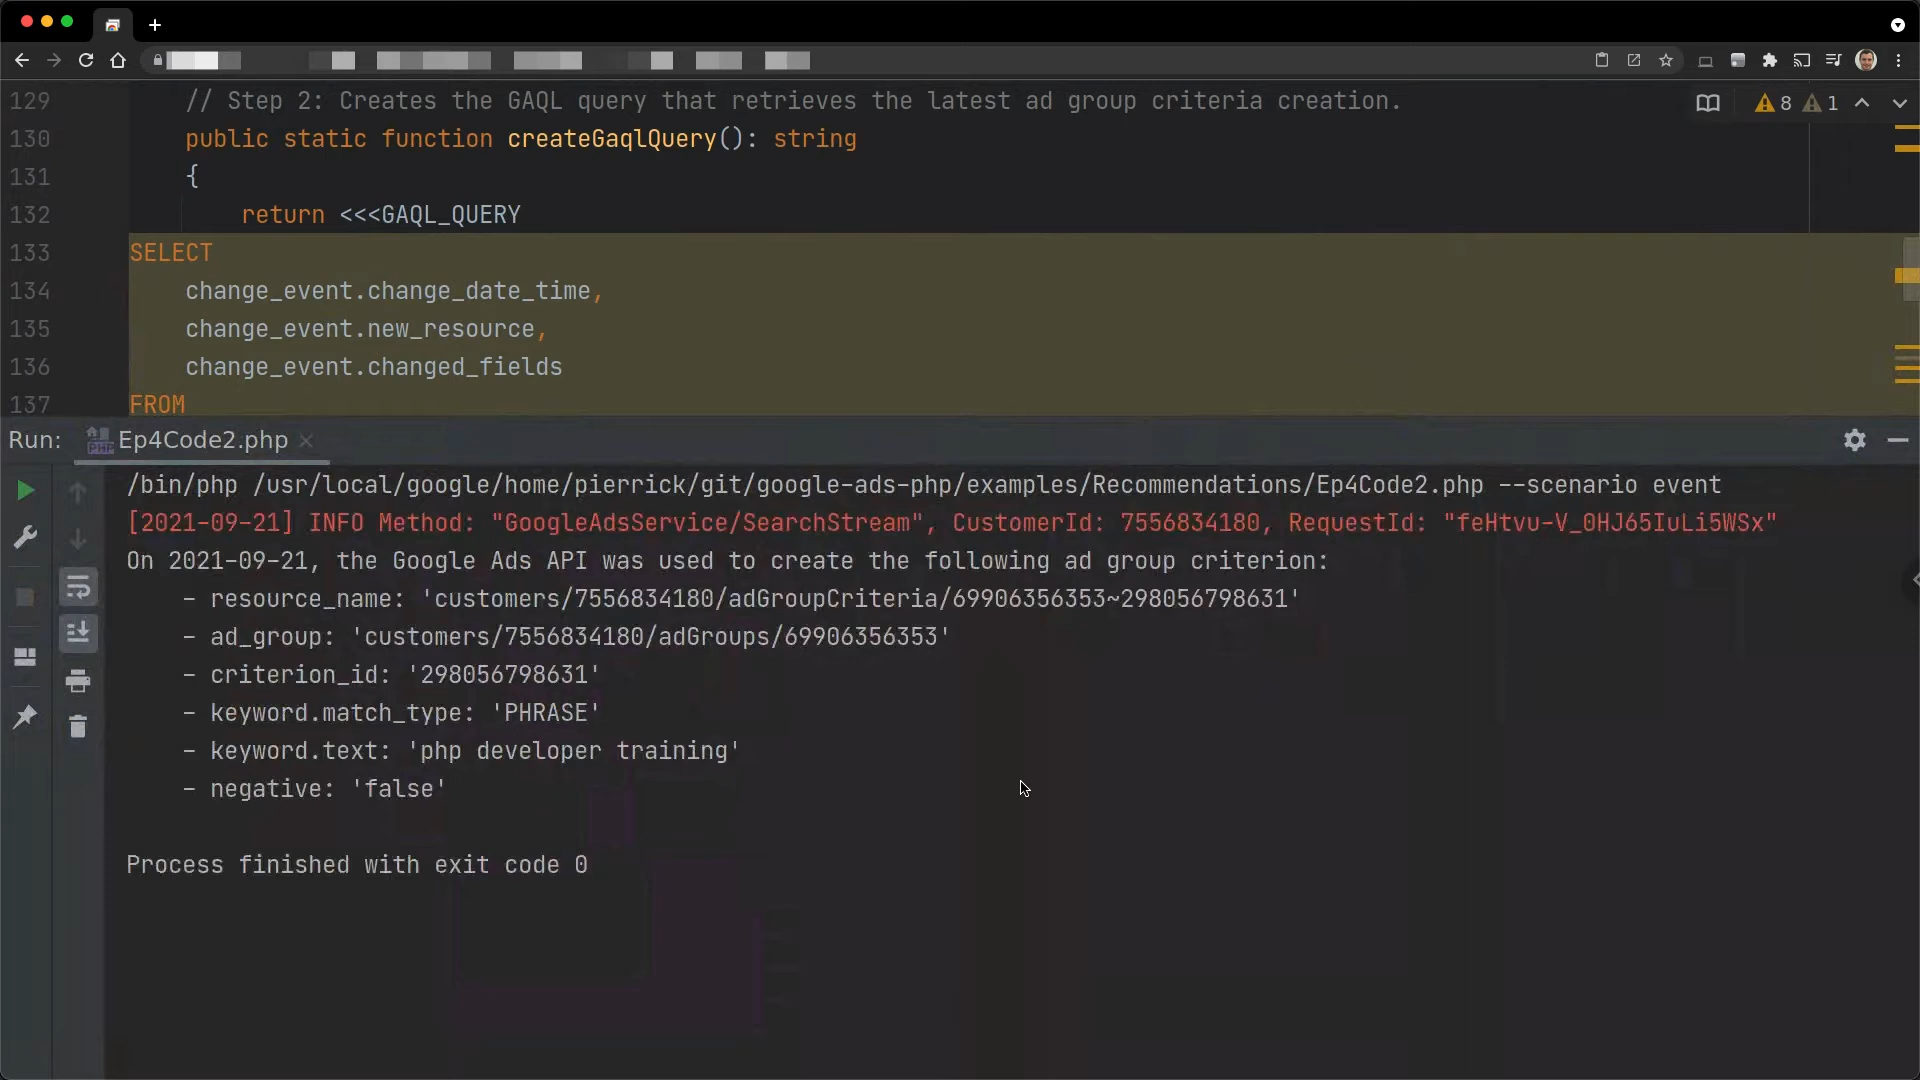 129 // Step 2: Creates the GAQL query that retrieves the latest ad group criteria creation.
8 1
130 public static function createGaqlQuery(): string
131 {
132 return <<<GAQL_QUERY
133 SELECT
134 change_event.change_date_time,
135 change_event.new_resource,
136 change_event.changed_fields
137 FROM
Run: Ep4Code2.php
/bin/php /usr/local/google/home/pierrick/git/google-ads-php/examples/Recommendations/Ep4Code2.php --scenario event
[2021-09-21] INFO Method: "GoogleAdsService/SearchStream", CustomerId: 7556834180, RequestId: "feHtvu-V_0HJ65IuLi5WSx"
On 2021-09-21, the Google Ads API was used to create the following ad group criterion:
- resource_name: 'customers/7556834180/adGroupCriteria/69906356353~298056798631'
- ad_group: 'customers/7556834180/adGroups/69906356353'
- criterion_id: '298056798631'
- keyword.match_type: 'PHRASE'
- keyword.text: 'php developer training'
- negative: 'false'
Process finished with exit code 0